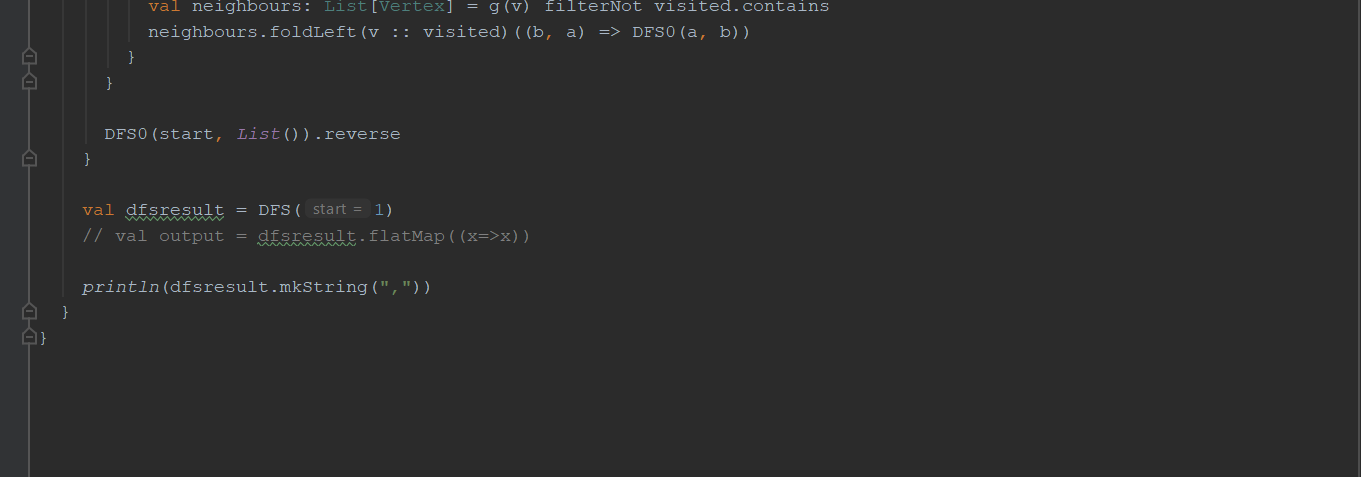 val neighbours: List[Vertex] = g(v) filterNot visited.contains
neighbours.foldLeft(v :: visited)((b, a) => DFS0(a, b))
}
}
DFS0(start, List()).reverse
}
val dfsresult = DFS( start = 1)
// val output = dfsresult.flatMap((x=>x))
println(dfsresult.mkString(","))
}
}